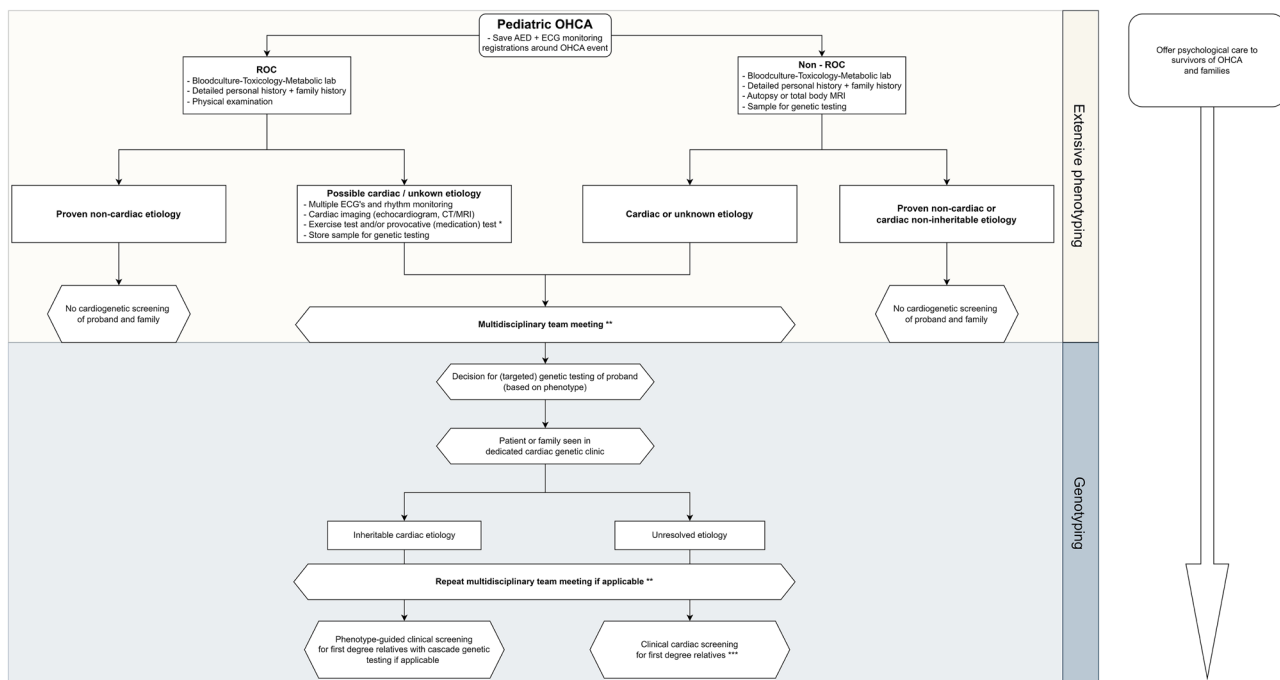 Pediatric OHCA
- Save AED + ECG monitoring
registrations around OHCA event
ROC
- Bloodculture-Toxicology-Metabolic lab
- Detailed personal history + family history
- Physical examination
Non - ROC
- Bloodculture-Toxicology-Metabolic lab
- Detailed personal history + family history
- Autopsy or total body MRI
- Sample for genetic testing
Proven non-cardiac etiology
Possible cardiac / unkown etiology
- Multiple ECG's and rhythm monitoring
- Cardiac imaging (echocardiogram, CT/MRI)
- Exercise test and/or provocative (medication) test *
- Store sample for genetic testing
Cardiac or unknown etiology
Proven non-cardiac or
cardiac non-inheritable etiology
No cardiogenetic screening
of proband and family
Multidisciplinary team meeting **
No cardiogenetic screening
of proband and family
Extensive phenotyping
Decision for (targeted) genetic testing of proband
(based on phenotype)
Patient or family seen in
dedicated cardiac genetic clinic
Inheritable cardiac etiology
Unresolved etiology
Repeat multidisciplinary team meeting if applicable **
Phenotype-guided clinical screening
for first degree relatives with cascade genetic
testing if applicable
Clinical cardiac screening
for first degree relatives ***
Genotyping
Offer psychological care to
survivors of OHCA
and families